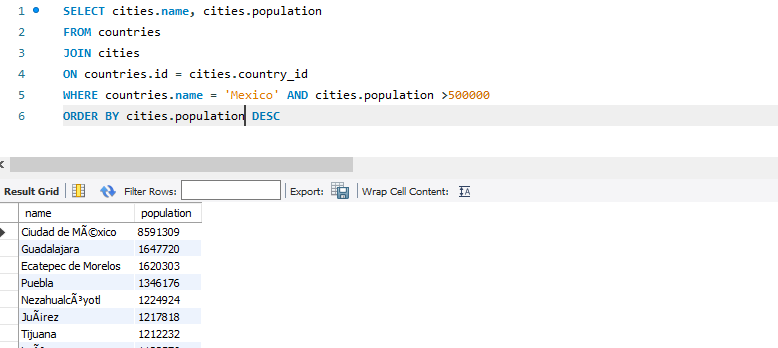 1 SELECT cities.name, cities.population
2 FROM countries
3 JOIN cities
4 ON countries.id = cities.country_id
5 WHERE countries.name = 'Mexico' AND cities.population >500000
6 ORDER BY cities.population DESC
Result Grid Filter Rows: Export: Wrap Cell Content:
name population
Ciudad de MÃ©xico 8591309
Guadalajara 1647720
Ecatepec de Morelos 1620303
Puebla 1346176
NezahualcÃ³yotl 1224924
JuÃ¡rez 1217818
Tijuana 1212232